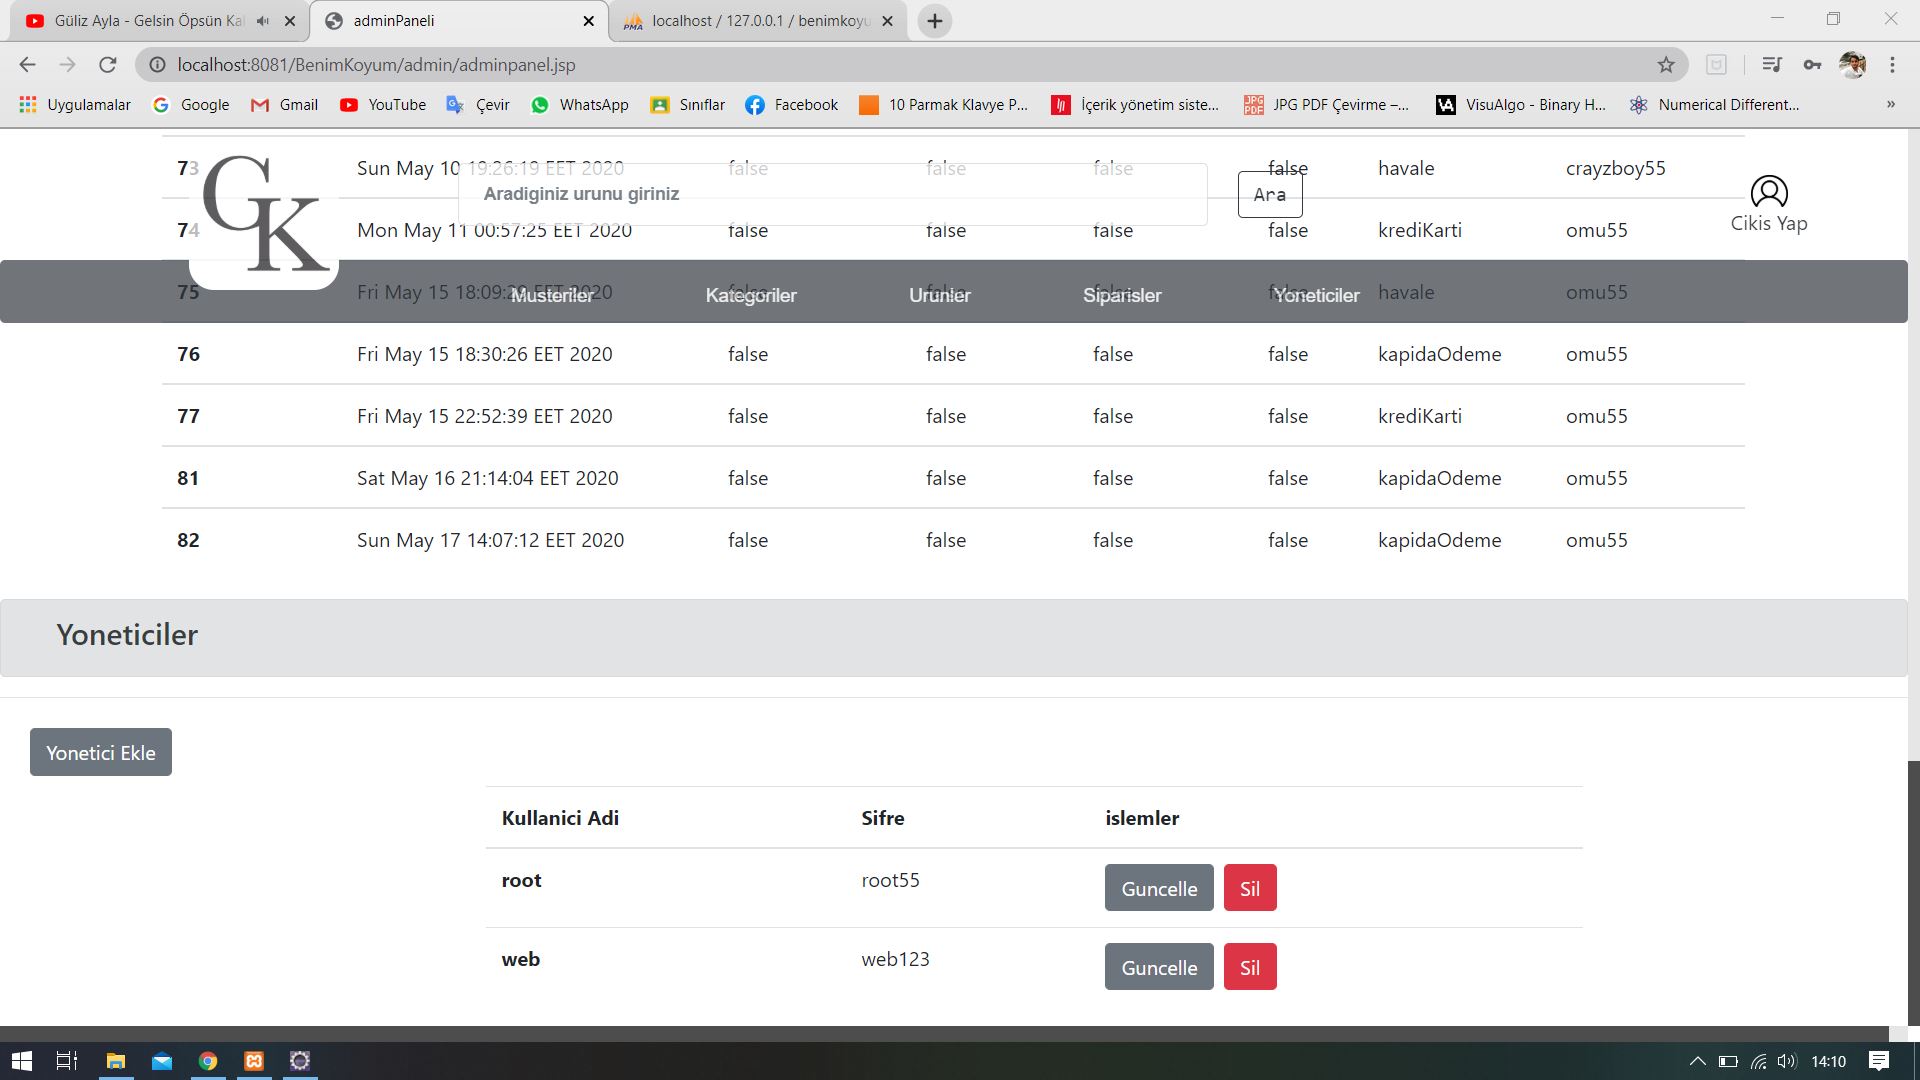 Güliz Ayla - Gelsin Öpsün Kal
adminPaneli
PMA localhost / 127.0.0.1 / benimkoyu
localhost:8081/BenimKoyum/admin/adminpanel.jsp
Uygulamalar Google Gmail YouTube Çevir WhatsApp Sınıflar Facebook 10 Parmak Klavye P... İçerik yönetim siste... JPG PDF JPG PDF Çevirme –... VA VisuAlgo - Binary H... Numerical Different... »
GK
73 Sun May 10 19:26:19 EET 2020 false false false false havale crayzboy55
Aradiginiz urunu giriniz Ara
Cikis Yap
74 Mon May 11 00:57:25 EET 2020 false false false false krediKarti omu55
75 Fri May 15 18:09: 2020 false false havale omu55
Musteriler Kategoriler Urunler Siparisler Yoneticiler
76 Fri May 15 18:30:26 EET 2020 false false false false kapidaOdeme omu55
77 Fri May 15 22:52:39 EET 2020 false false false false krediKarti omu55
81 Sat May 16 21:14:04 EET 2020 false false false false kapidaOdeme omu55
82 Sun May 17 14:07:12 EET 2020 false false false false kapidaOdeme omu55
Yoneticiler
Yonetici Ekle
Kullanici Adi Sifre islemler
root root55 Guncelle Sil
web web123 Guncelle Sil
14:10